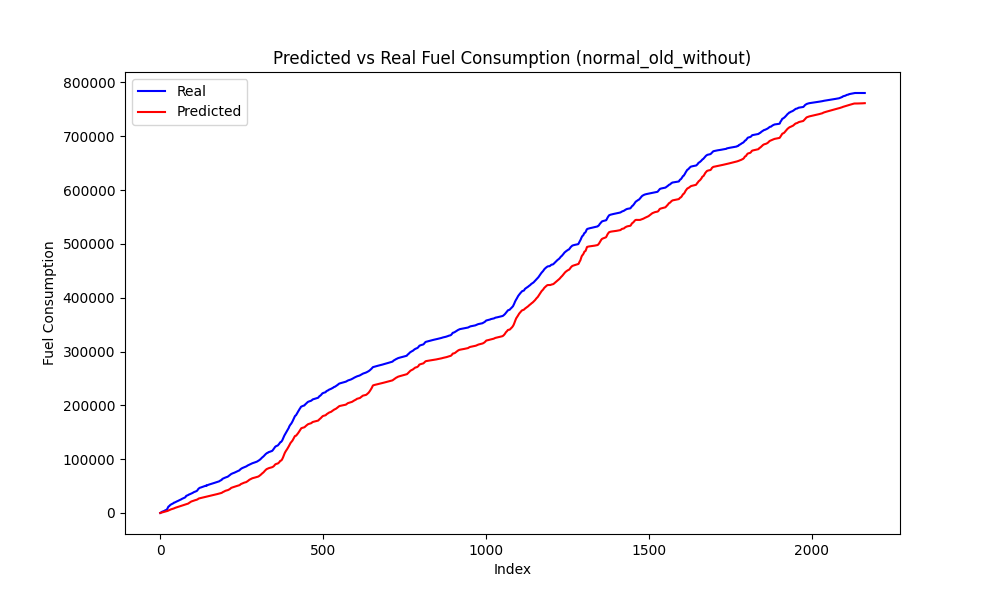 Predicted vs Real Fuel Consumption (normal_old_without)
Real
Predicted
Fuel Consumption
800000
700000
600000
500000
400000
300000
200000
100000
0
0 500 1000 1500 2000
Index